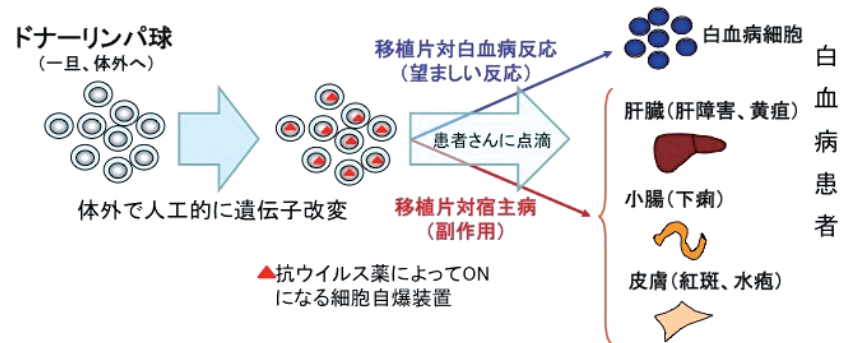 ドナーリンパ球
(一旦、体外へ)
体外で人工的に遺伝子改変
▲抗ウイルス薬によってON
になる細胞自爆装置
移植片対白血病反応
(望ましい反応)
患者さんに点滴
移植片対宿主病
(副作用)
白血病細胞
肝臓(肝障害、黄疸)
小腸(下痢)
皮膚(紅斑、水疱)
白血病患者